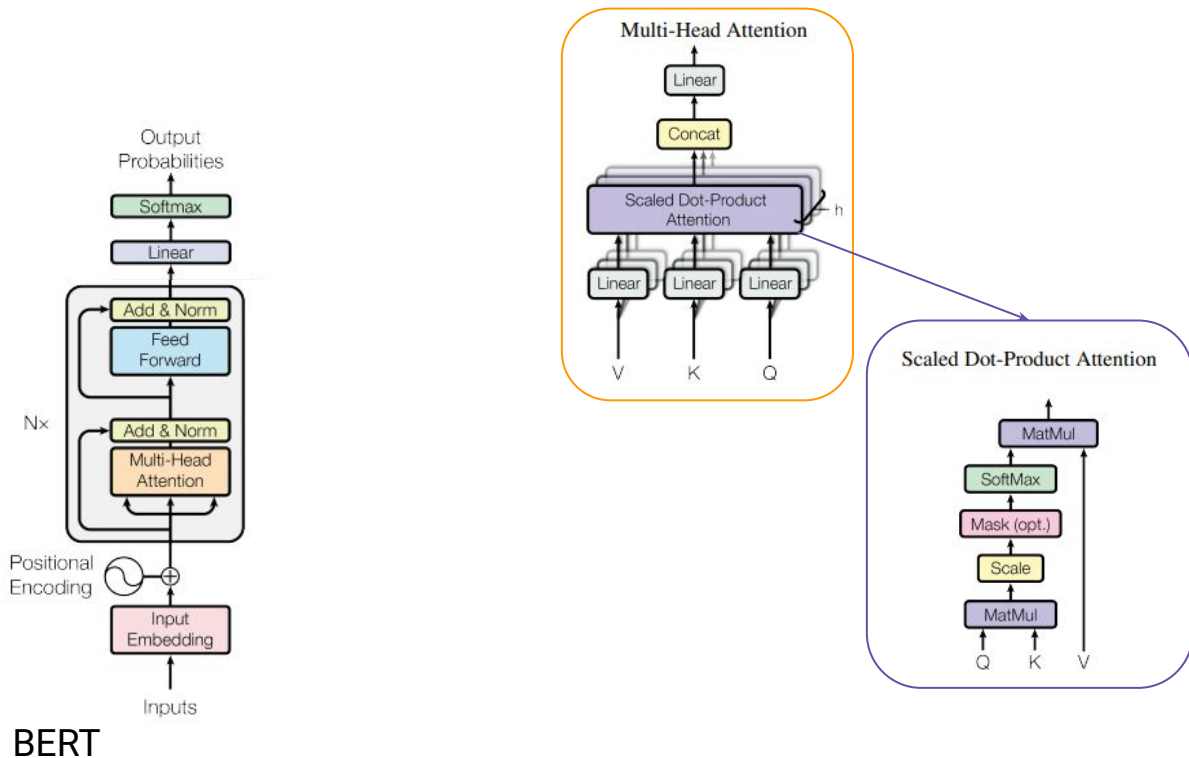 Output
Probabilities
Softmax
Linear
Add & Norm
Feed
Forward
Nx
Add & Norm
Multi-Head
Attention
Positional
Encoding
Input
Embedding
Inputs
BERT
Multi-Head Attention
Linear
Concat
Scaled Dot-Product
Attention
h
Linear Linear Linear
V K Q
Scaled Dot-Product Attention
MatMul
SoftMax
Mask (opt.)
Scale
MatMul
Q K V